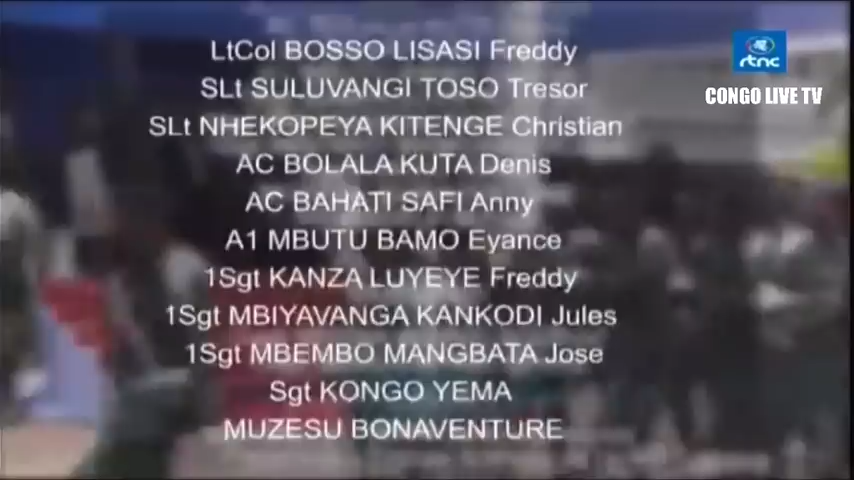 LtCol BOSSO LISASI Freddy
SLt SULUVANGI TOSO Tresor
SLt NHEKOPEYA KITENGE Christian
AC BOLALA KUTA Denis
AC BAHATI SAFI Anny
A1 MBUTU BAMO Eyance
1Sgt KANZA LUYEYE Freddy
1Sgt MBIYAVANGA KANKODI Jules
1Sgt MBEMBO MANGBATA Jose
Sgt KONGO YEMA
MUZESU BONAVENTURE
rtnc
CONGO LIVE TV